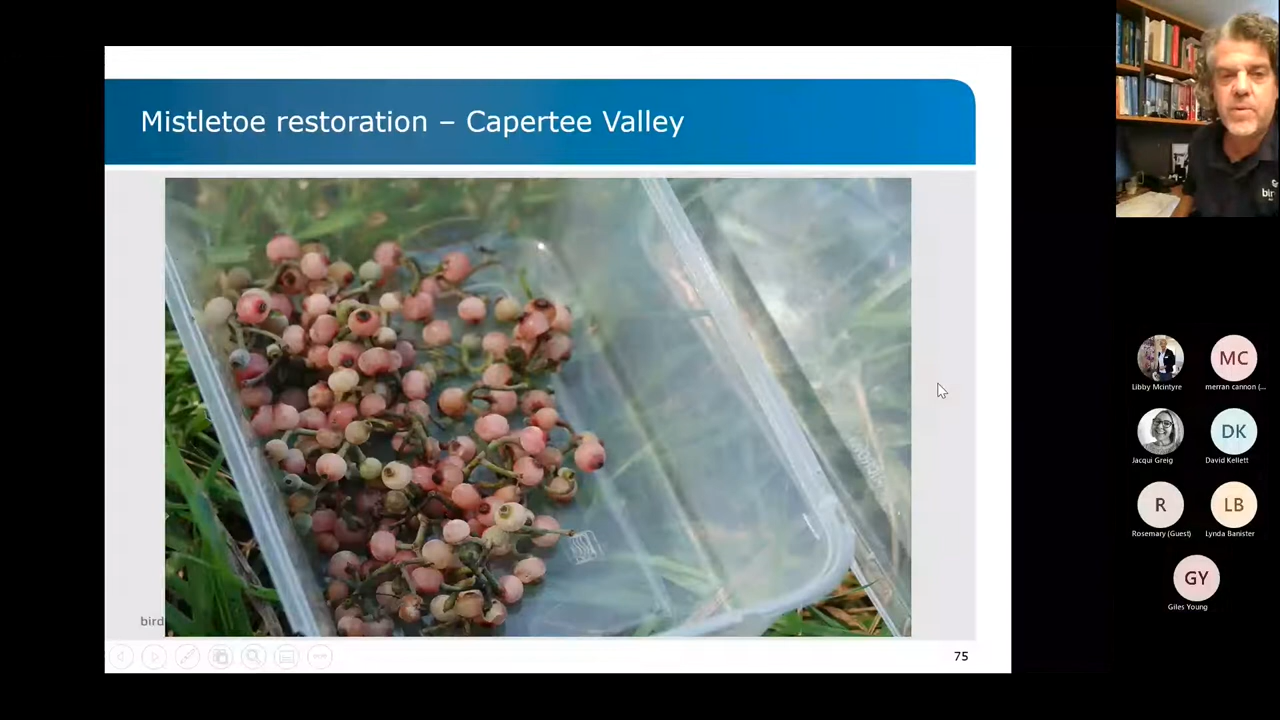 Mistletoe restoration – Capertee Valley
bird
75
bir
Libby McIntyre
MC
merran cannon (...
Jacqui Greig
DK
David Kellett
R
Rosemary (Guest)
LB
Lynda Banister
GY
Giles Young